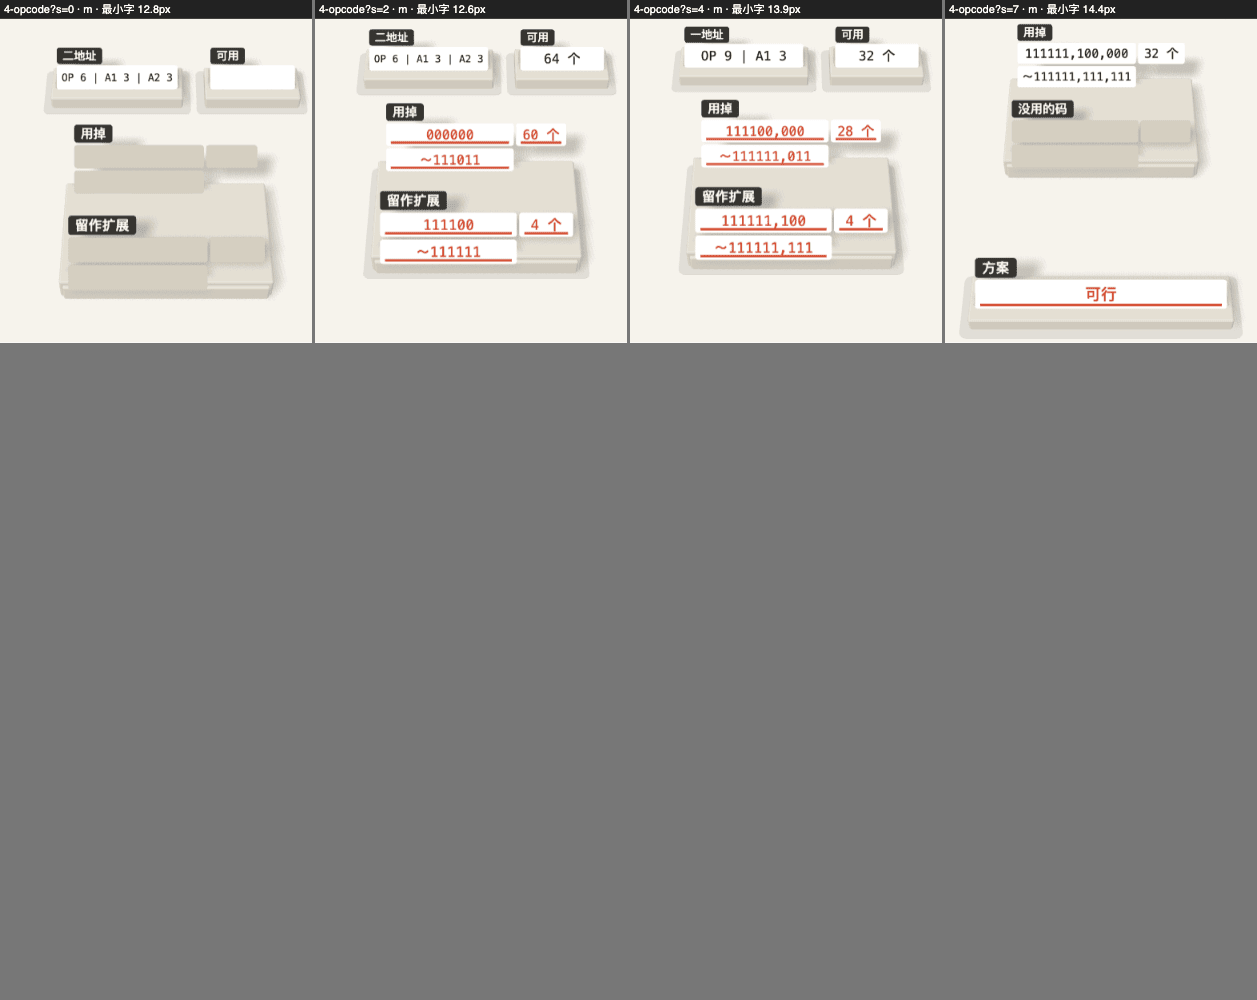 4-opcode?s=0 · m · 最小字 12.8px
二地址
可用
OP 6 | A1 3 | A2 3
用掉
留作扩展
4-opcode?s=2 · m · 最小字 12.6px
二地址
可用
OP 6 | A1 3 | A2 3
64 个
用掉
000000
60 个
～111011
留作扩展
111100
4 个
～111111
4-opcode?s=4 · m · 最小字 13.9px
一地址
可用
OP 9 | A1 3
32 个
用掉
111100,000
28 个
～111111,011
留作扩展
111111,100
4 个
～111111,111
4-opcode?s=7 · m · 最小字 14.4px
用掉
111111,100,000
32 个
～111111,111,111
没用的码
方案
可行